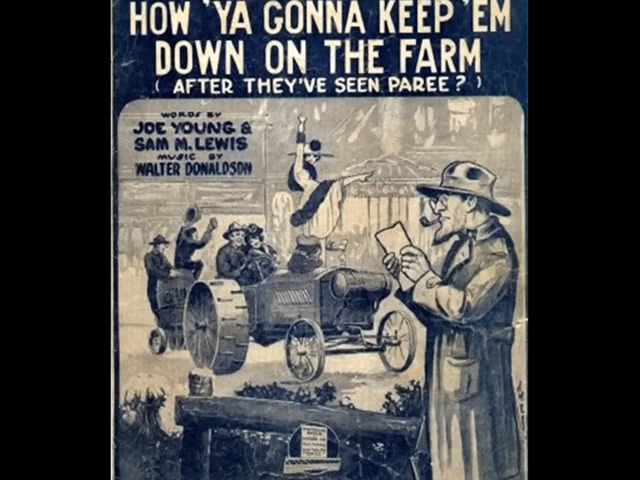 HOW 'YA GONNA KEEP 'EM
DOWN ON THE FARM
( AFTER THEY'VE SEEN PAREE? )
WORDS BY
JOE YOUNG &
SAM M. LEWIS
MUSIC BY
WALTER DONALDSON